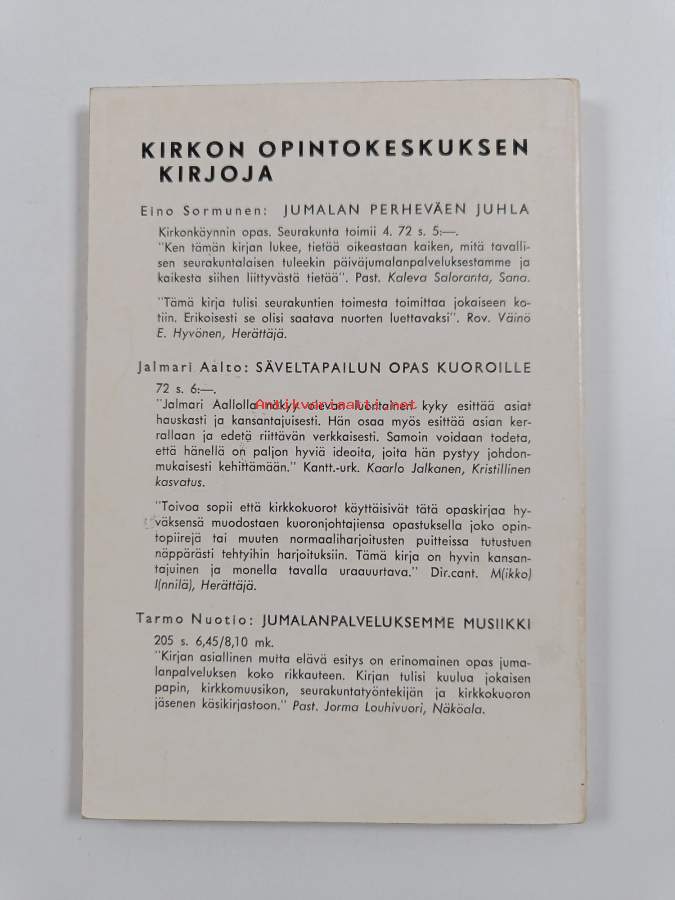 KIRKON OPINTOKESKUKSEN
KIRJOJA
Eino Sormunen: JUMALAN PERHEVÄEN JUHLA
Kirkonkäynnin opas. Seurakunta toimii 4. 72 s. 5:—.
"Ken tämän kirjan lukee, tietää oikeastaan kaiken, mitä tavalli-
sen seurakuntalaisen tuleekin päiväjumalanpalveluksestamme ja
kaikesta siihen liittyvästä tietää". Past. Kaleva Saloranta, Sana.
"Tämä kirja tulisi seurakuntien toimesta toimittaa jokaiseen ko-
tiin. Erikoisesti se olisi saatava nuorten luettavaksi". Rov. Väinö
E. Hyvönen, Herättäjä.
Jalmari Aalto: SÄVELTAPAILUN OPAS KUOROILLE
72 s. 6:—.
Antikvariaatti.net
"Jalmari Aallolla näkyy olevan luontainen kyky esittää asiat
hauskasti ja kansantajuisesti. Hän osaa myös esittää asian ker-
rallaan ja edetä riittävän verkkaisesti. Samoin voidaan todeta,
että hänellä on paljon hyviä ideoita, joita hän pystyy johdon-
mukaisesti kehittämään." Kantt.-urk. Kaarlo Jalkanen, Kristillinen
kasvatus.
"Toivoa sopii että kirkkokuorot käyttäisivät tätä opaskirjaa hy-
väksensä muodostaen kuoronjohtajiensa opastuksella joko opin-
topiirejä tai muuten normaaliharjoitusten puitteissa tutustuen
näppärästi tehtyihin harjoituksiin. Tämä kirja on hyvin kansan-
tajuinen ja monella tavalla uraauurtava." Dir.cant. M(ikko)
I(nnilä), Herättäjä.
Tarmo Nuotio: JUMALANPALVELUKSEMME MUSIIKKI
205 s. 6,45/8,10 mk.
"Kirjan asiallinen mutta elävä esitys on erinomainen opas juma-
lanpalveluksen koko rikkauteen. Kirjan tulisi kuulua jokaisen
papin, kirkkomuusikon, seurakuntatyöntekijän ja kirkkokuoron
jäsenen käsikirjastoon." Past. Jorma Louhivuori, Näköala.